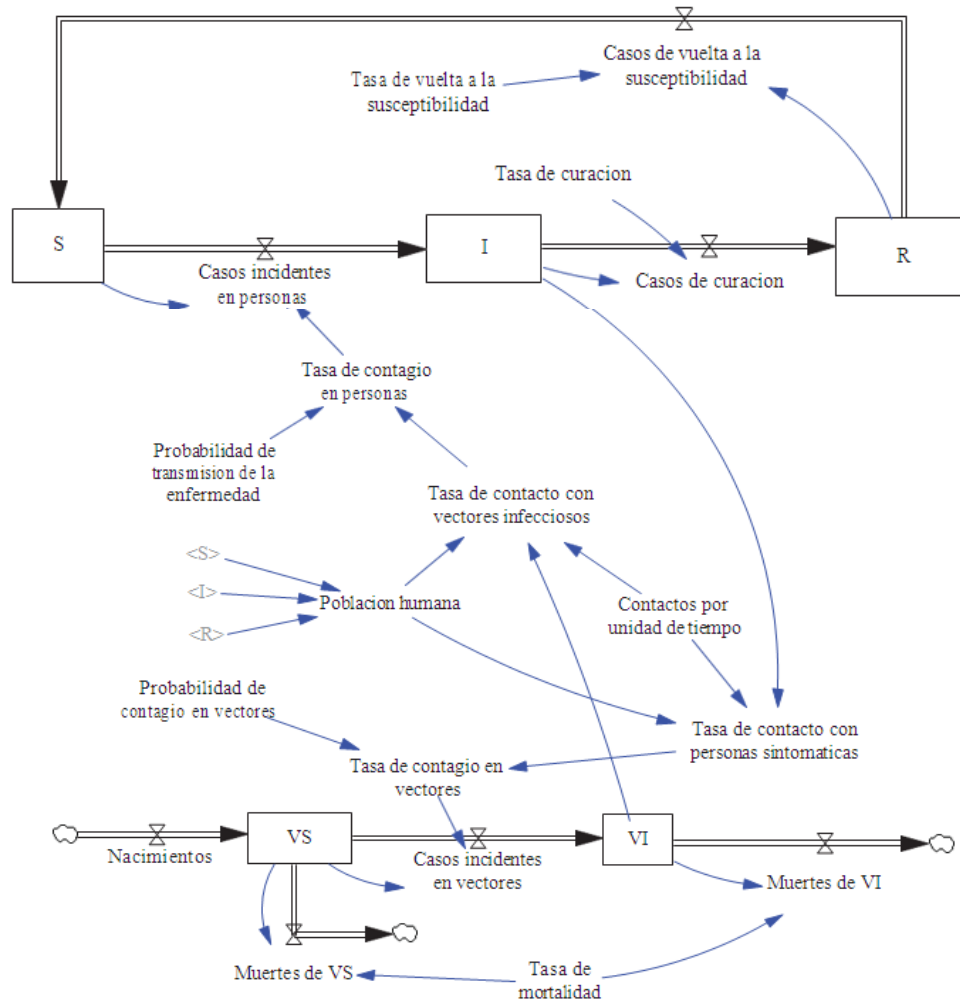 Casos de vuelta a la
susceptibilidad
Tasa de vuelta a la
susceptibilidad
Tasa de curacion
S
I
R
Casos incidentes
en personas
Casos de curacion
Tasa de contagio
en personas
Probabilidad de
transmision de la
enfermedad
Tasa de contacto con
vectores infecciosos
<S>
<I>
<R>
Poblacion humana
Contactos por
unidad de tiempo
Probabilidad de
contagio en vectores
Tasa de contacto con
personas sintomaticas
Tasa de contagio en
vectores
VS
VI
Nacimientos
Casos incidentes
en vectores
Muertes de VI
Muertes de VS
Tasa de
mortalidad